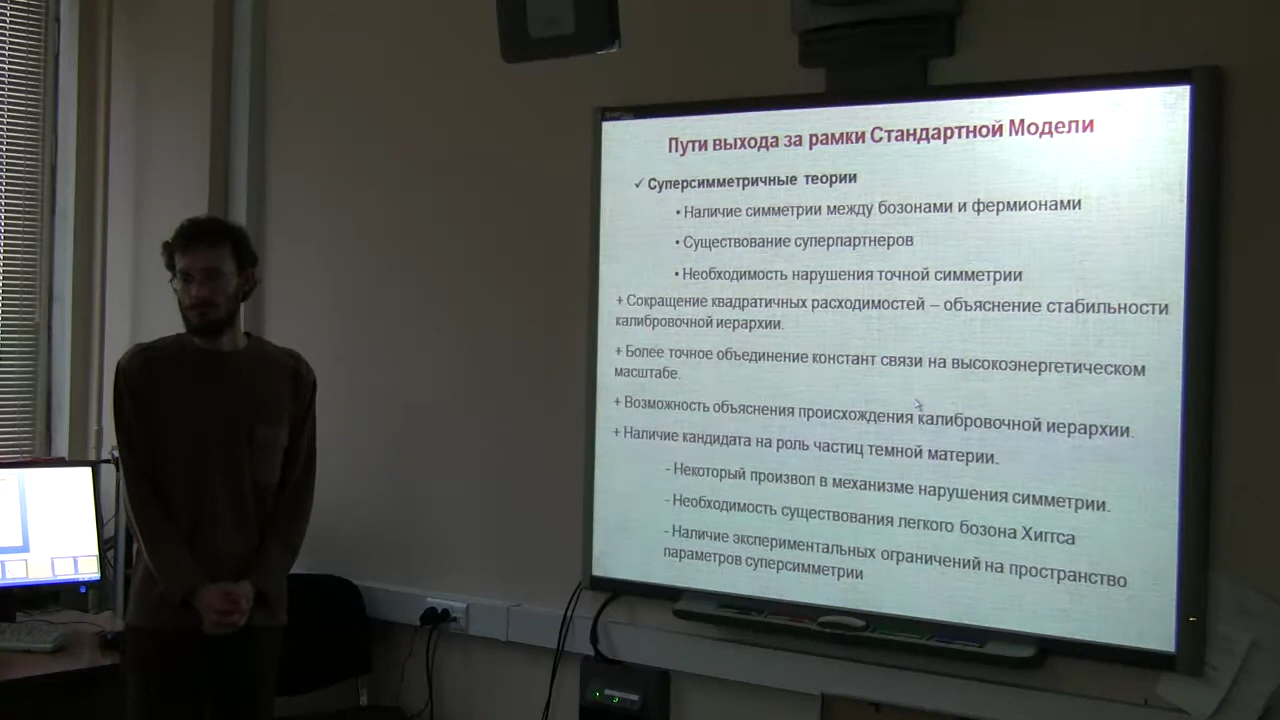 Пути выхода за рамки Стандартной Модели
✓ Суперсимметричные теории
• Наличие симметрии между бозонами и фермионами
• Существование суперпартнеров
• Необходимость нарушения точной симметрии
+ Сокращение квадратичных расходимостей – объяснение стабильности
калибровочной иерархии.
+ Более точное объединение констант связи на высокоэнергетическом
масштабе.
+ Возможность объяснения происхождения калибровочной иерархии.
+ Наличие кандидата на роль частиц темной материи.
- Некоторый произвол в механизме нарушения симметрии.
- Необходимость существования легкого бозона Хиггса
- Наличие экспериментальных ограничений на пространство
параметров суперсимметрии